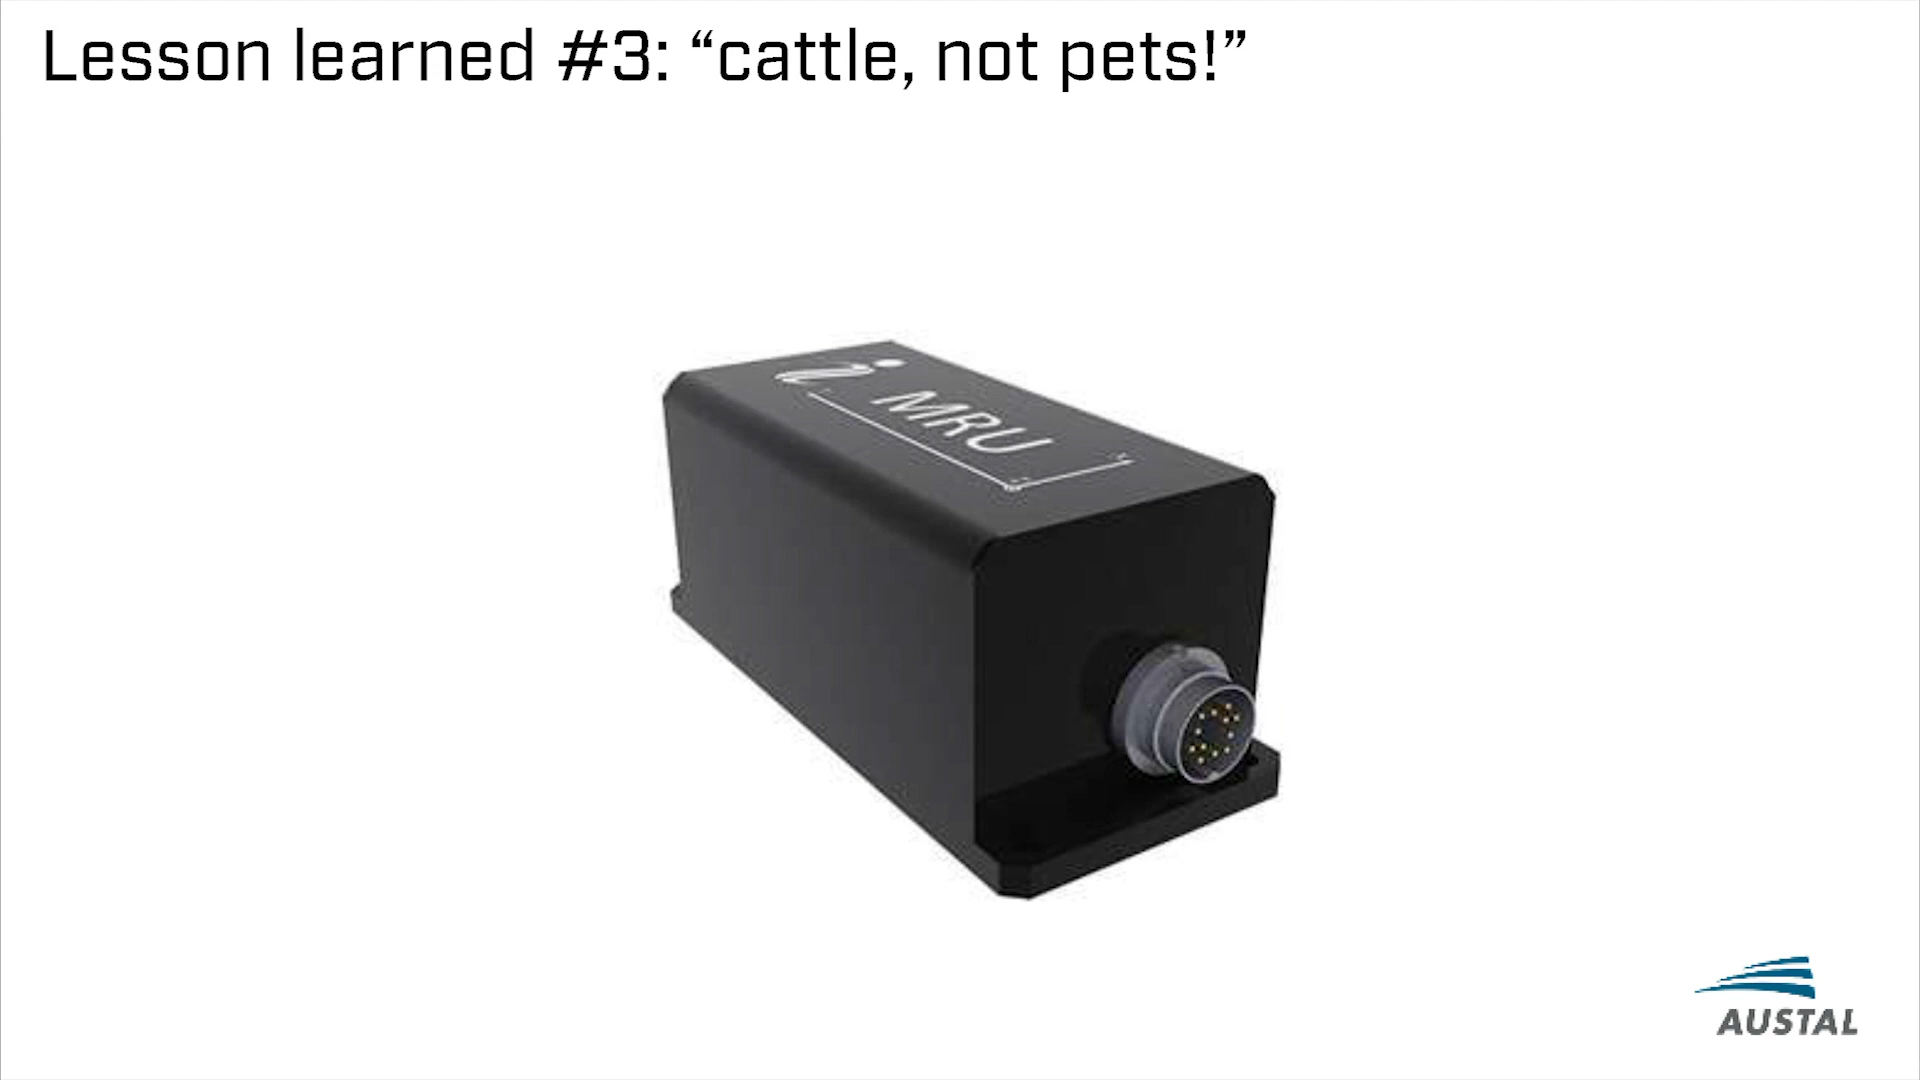 Lesson learned #3: “cattle, not pets!”
MRU
AUSTAL